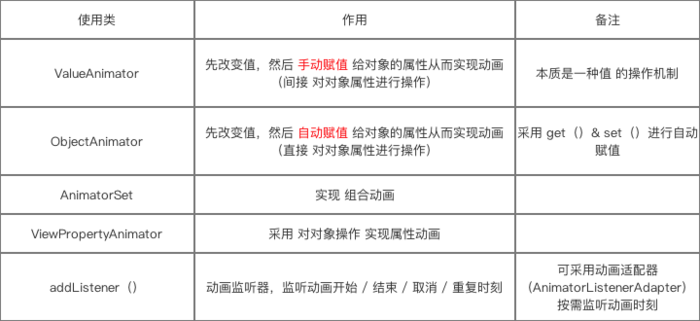 使用类 作用 备注
ValueAnimator
先改变值，然后 手动赋值 给对象的属性从而实现动画
（间接 对对象属性进行操作）
本质是一种值 的操作机制
ObjectAnimator
先改变值，然后 自动赋值 给对象的属性从而实现动画
（直接 对对象属性进行操作）
采用 get（）& set（）进行自动
赋值
AnimatorSet 实现 组合动画
ViewPropertyAnimator 采用 对对象操作 实现属性动画
addListener（）
动画监听器，监听动画开始 / 结束 / 取消 / 重复时刻
可采用动画适配器
（AnimatorListenerAdapter）
按需监听动画时刻